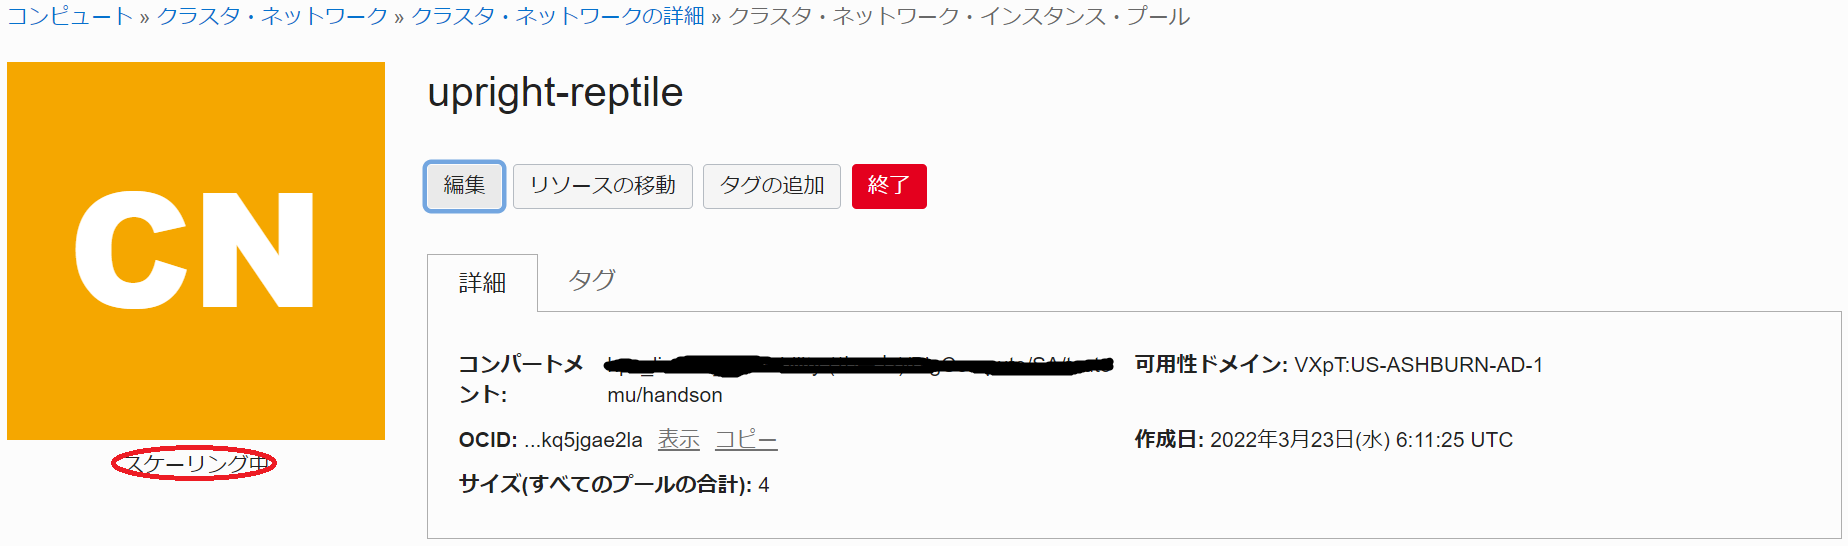 コンピュート » クラスタ・ネットワーク » クラスタ・ネットワークの詳細 » クラスタ・ネットワーク・インスタンス・プール
CN
スケーリング中
upright-reptile
編集 リソースの移動 タグの追加 終了
詳細 タグ
コンパートメント:
mu/handson
可用性ドメイン: VXpT:US-ASHBURN-AD-1
OCID: ...kq5jgae2la 表示 コピー
作成日: 2022年3月23日(水) 6:11:25 UTC
サイズ(すべてのプールの合計): 4